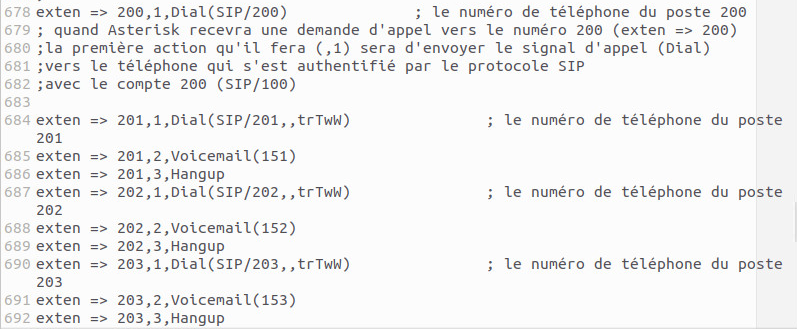 678 exten => 200,1,Dial(SIP/200) ; le numéro de téléphone du poste 200
679 ; quand Asterisk recevra une demande d'appel vers le numéro 200 (exten => 200)
680 ;la première action qu'il fera (,1) sera d'envoyer le signal d'appel (Dial)
681 ;vers le téléphone qui s'est authentifié par le protocole SIP
682 ;avec le compte 200 (SIP/100)
683
684 exten => 201,1,Dial(SIP/201,,trTwW) ; le numéro de téléphone du poste
201
685 exten => 201,2,Voicemail(151)
686 exten => 201,3,Hangup
687 exten => 202,1,Dial(SIP/202,,trTwW) ; le numéro de téléphone du poste
202
688 exten => 202,2,Voicemail(152)
689 exten => 202,3,Hangup
690 exten => 203,1,Dial(SIP/203,,trTwW) ; le numéro de téléphone du poste
203
691 exten => 203,2,Voicemail(153)
692 exten => 203,3,Hangup